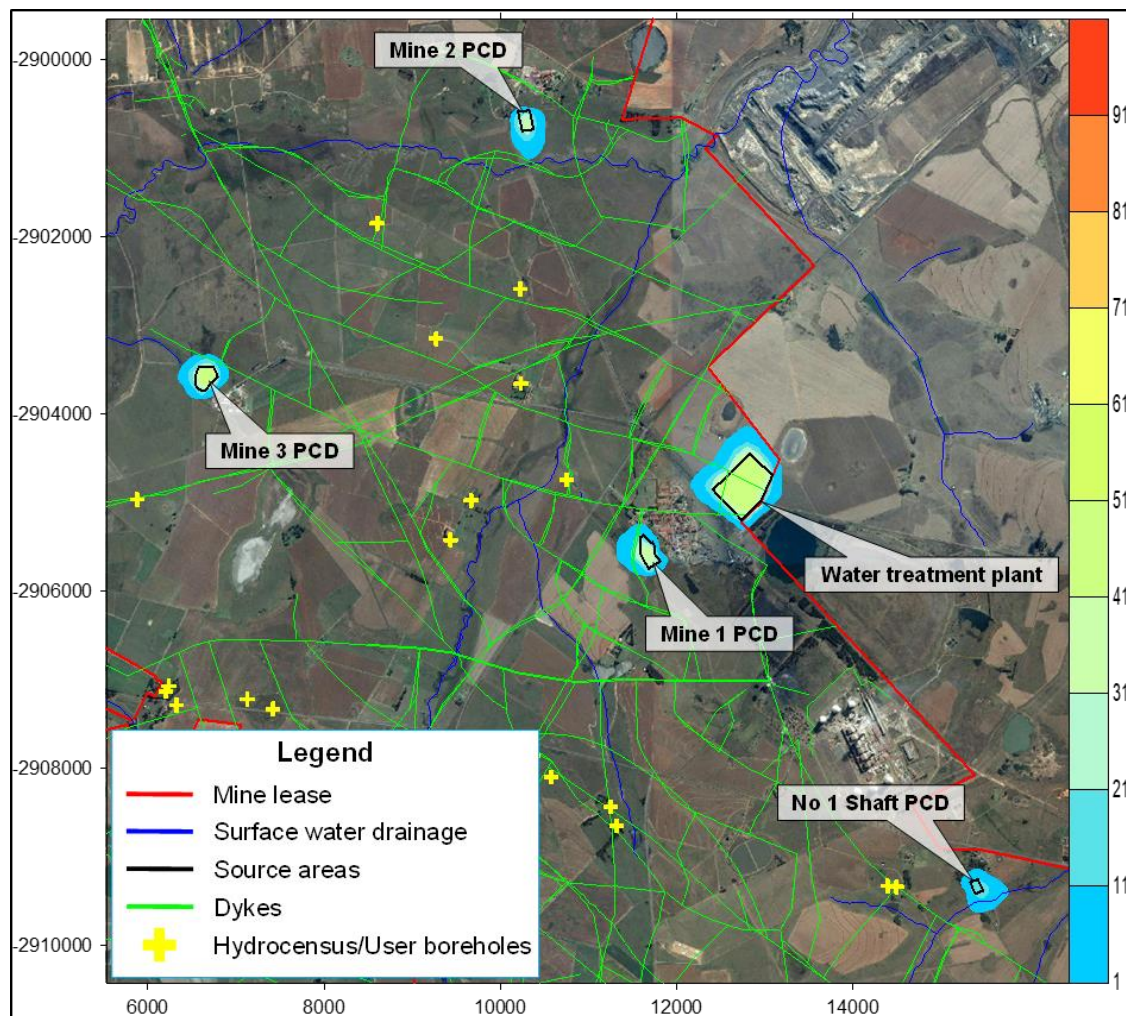 Mine 2 PCD
Mine 3 PCD
Water treatment plant
Mine 1 PCD
No 1 Shaft PCD
Legend
Mine lease
Surface water drainage
Source areas
Dykes
Hydrocensus/User boreholes
-2900000
-2902000
-2904000
-2906000
-2908000
-2910000
6000
8000
10000
12000
14000
91
81
71
61
51
41
31
21
11
1